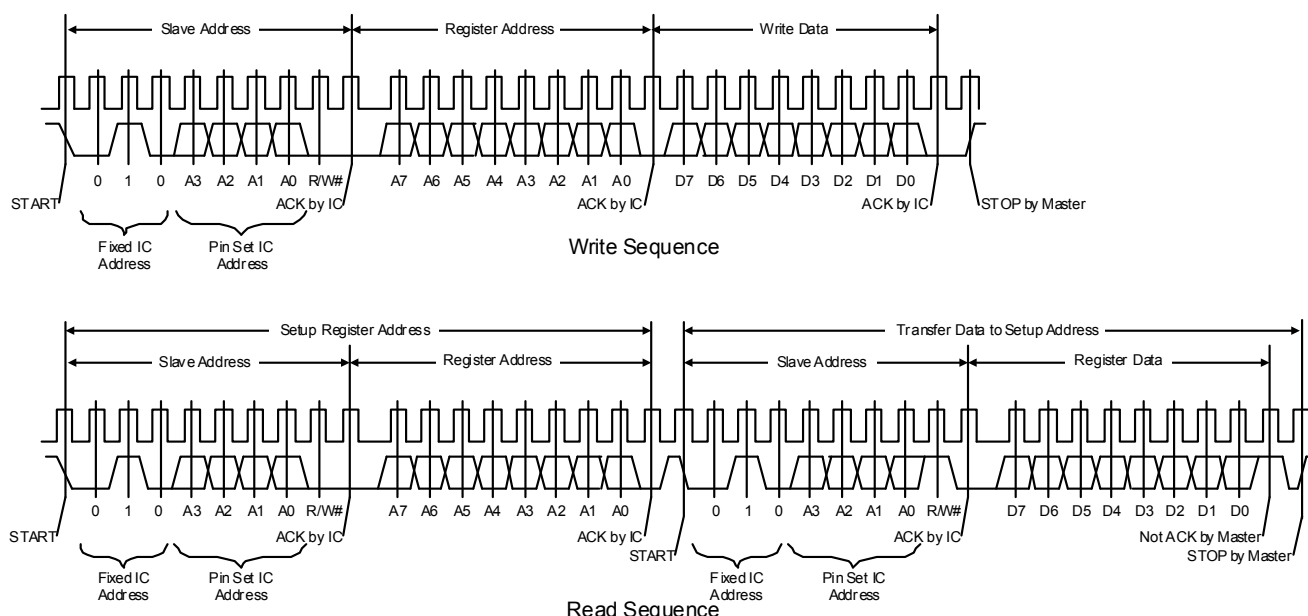 Slave Address Register Address Write Data
0 1 0 A3 A2 A1 A0 R/W# A7 A6 A5 A4 A3 A2 A1 A0 D7 D6 D5 D4 D3 D2 D1 D0
START ACK by IC ACK by IC ACK by IC STOP by Master
Fixed IC Pin Set IC
Address Address
Write Sequence
Setup Register Address Transfer Data to Setup Address
Slave Address Register Address Slave Address Register Data
0 1 0 A3 A2 A1 A0 R/W# A7 A6 A5 A4 A3 A2 A1 A0 0 1 0 A3 A2 A1 A0 R/W# D7 D6 D5 D4 D3 D2 D1 D0
START ACK by IC ACK by IC ACK by IC Not ACK by Master
START STOP by Master
Fixed IC Pin Set IC Fixed IC Pin Set IC
Address Address Address Address
Read Sequence